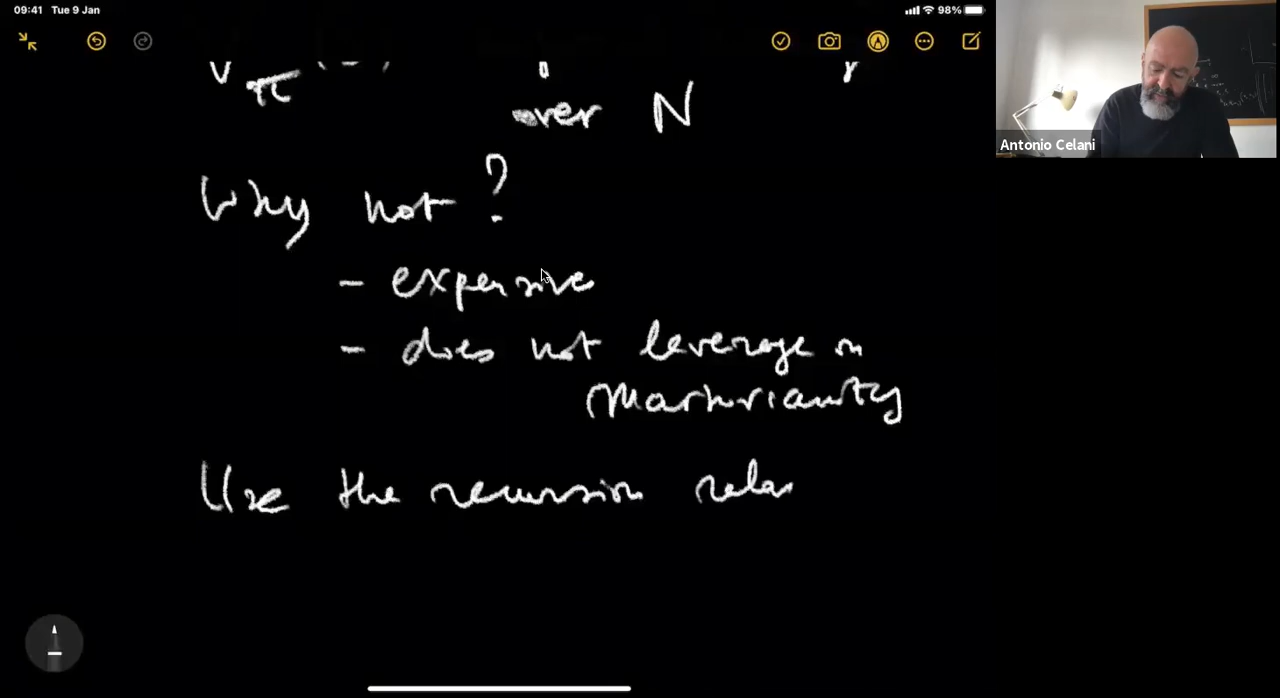 09:41 Tue 9 Jan 98%
Antonio Celani
over N
Why not?
- expensive
- does not leverage on
Markovianity
Use the recursion rela